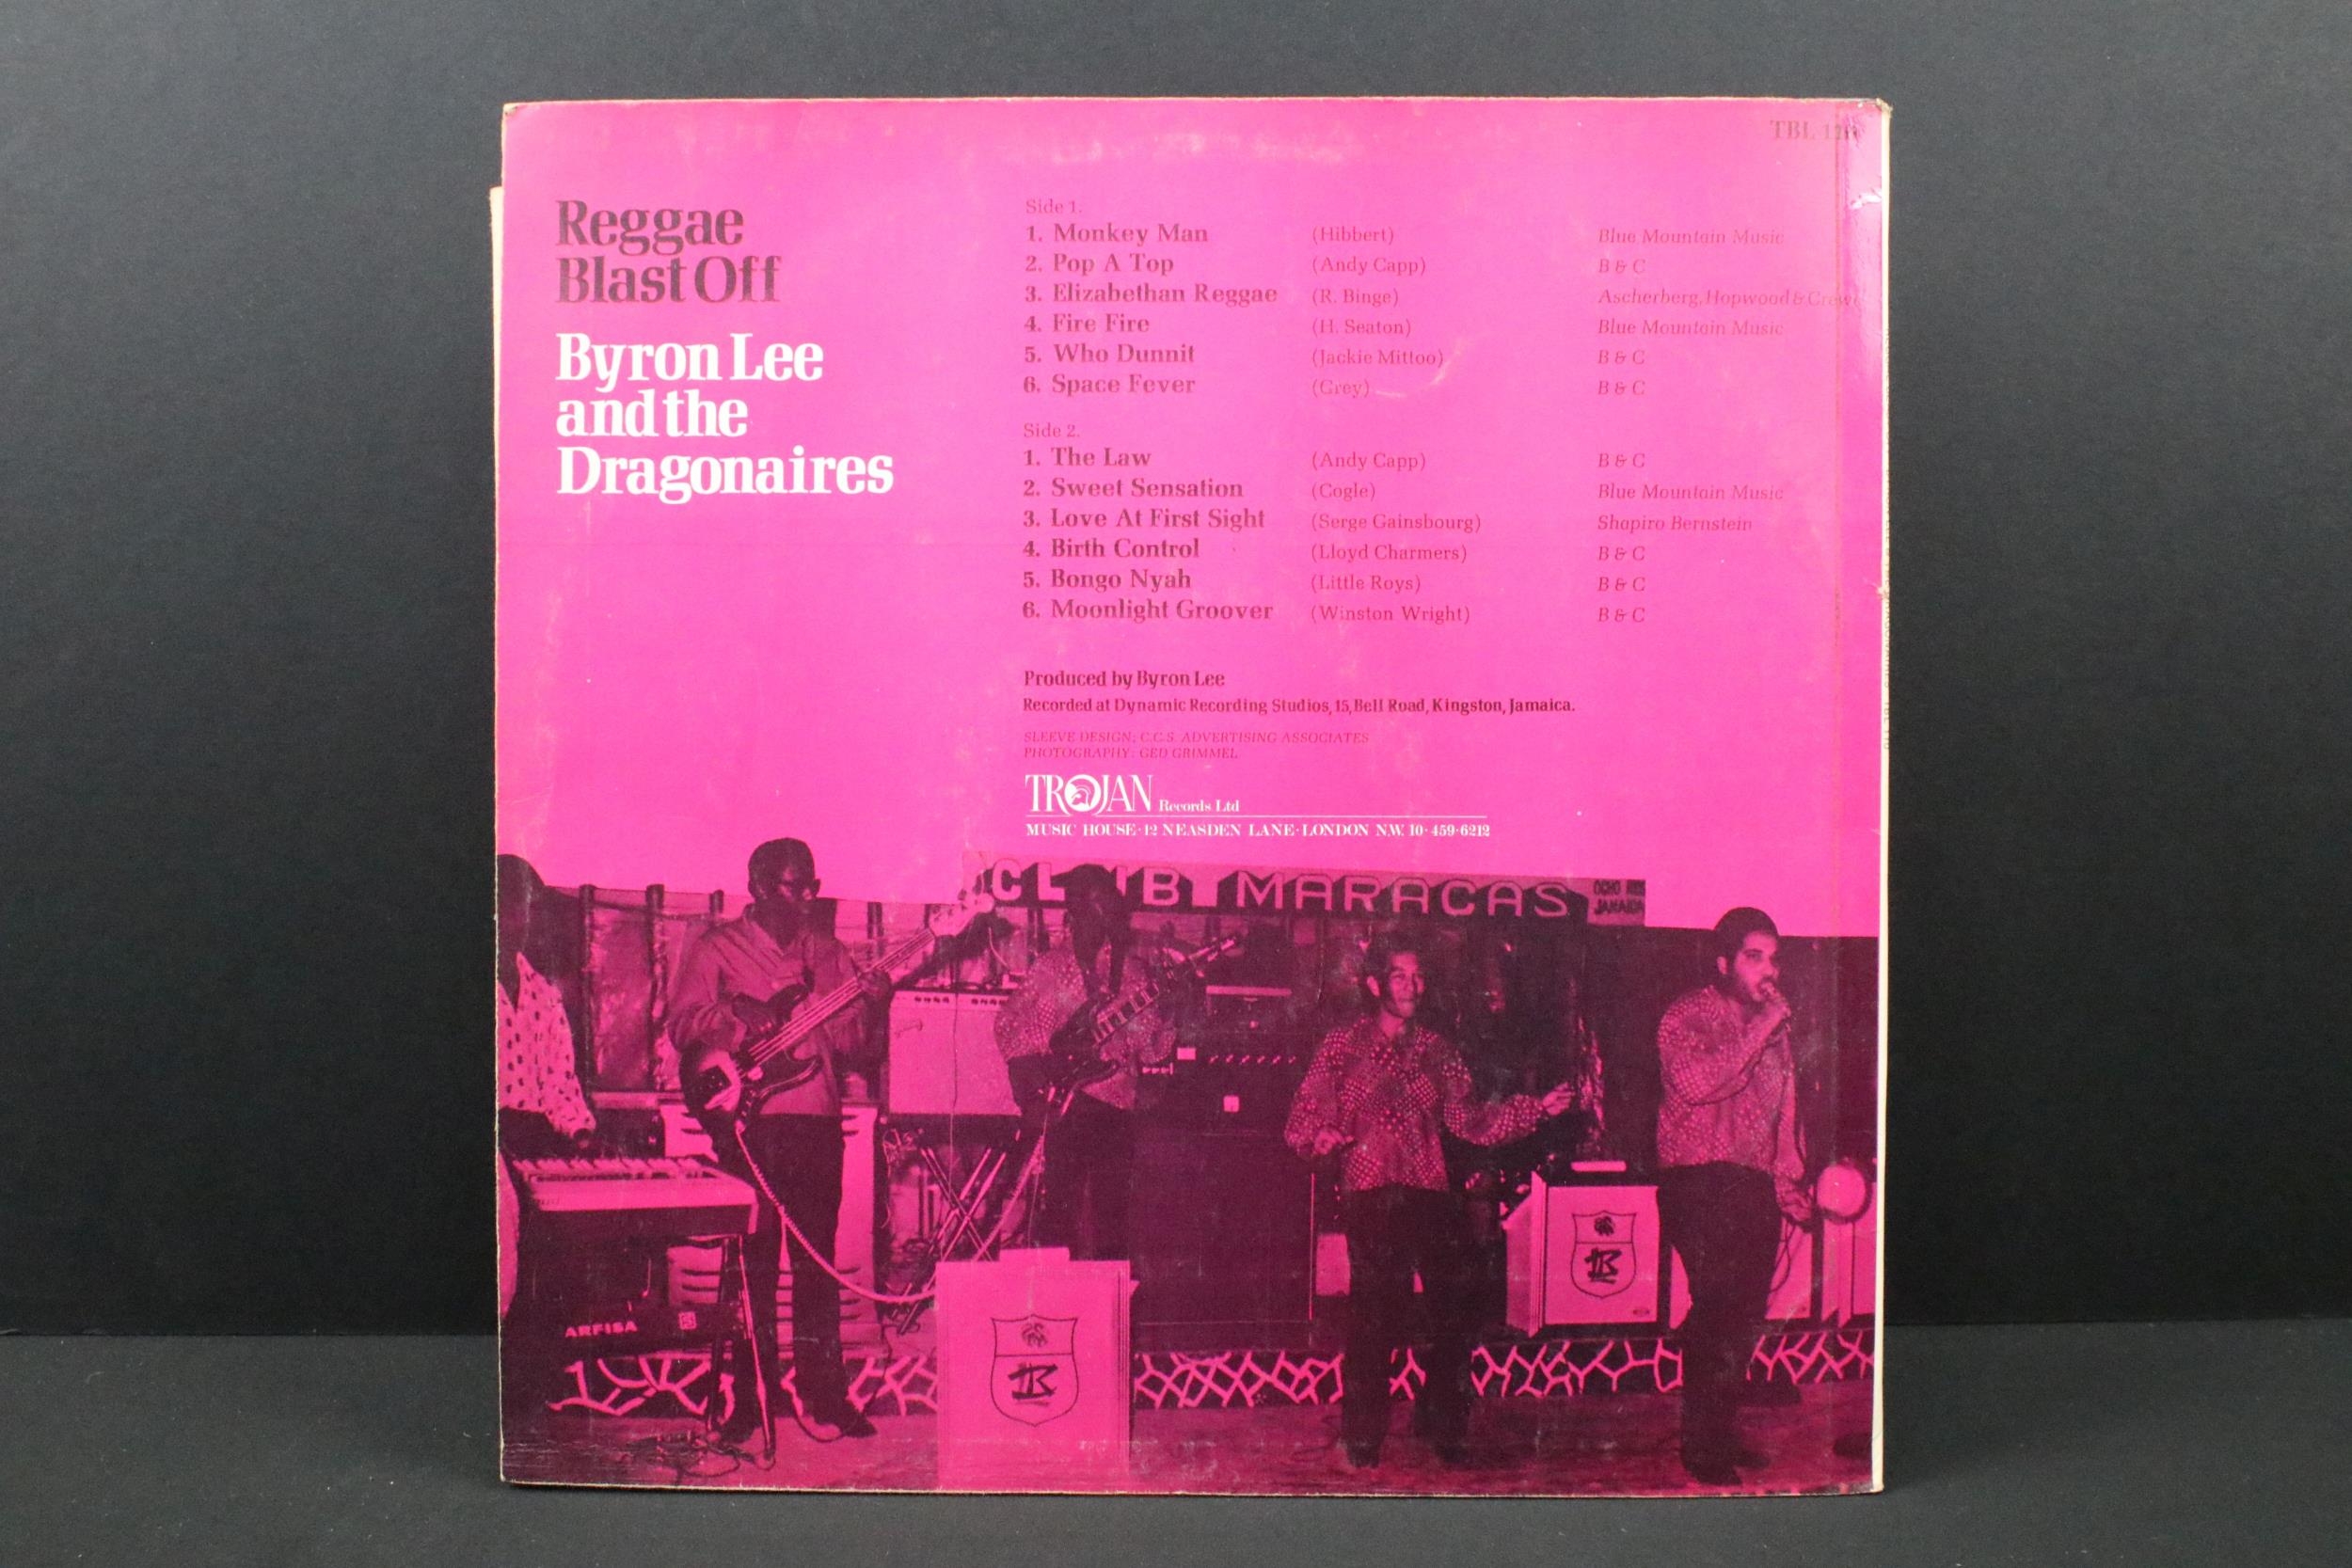 TBL
Reggae
Blast Off
Byron Lee
and the
Dragonaires
Side 1.
1. Monkey Man (Hibbert) Blue Mountain Music
2. Pop A Top (Andy Capp) B & C
3. Elizabethan Reggae (R. Binge) Ascherberg, Hopwood & Crew
4. Fire Fire (H. Seaton) Blue Mountain Music
5. Who Dunnit (Jackie Mittoo) B & C
6. Space Fever (Grey) B & C
Side 2.
1. The Law (Andy Capp) B & C
2. Sweet Sensation (Cogle) Blue Mountain Music
3. Love At First Sight (Serge Gainsbourg) Shapiro Bernstein
4. Birth Control (Lloyd Charmers) B & C
5. Bongo Nyah (Little Roys) B & C
6. Moonlight Groover (Winston Wright) B & C
Produced by Byron Lee
Recorded at Dynamic Recording Studios, 15, Bell Road, Kingston, Jamaica.
SLEEVE DESIGN; C.C.S. ADVERTISING ASSOCIATES
PHOTOGRAPHY: GED GRIMMEL
TROJAN Records Ltd
MUSIC HOUSE · 12 NEASDEN LANE · LONDON N.W. 10 · 459-6212
CLUB MARACAS
OCHO RIOS
JAMAICA
ARFISA